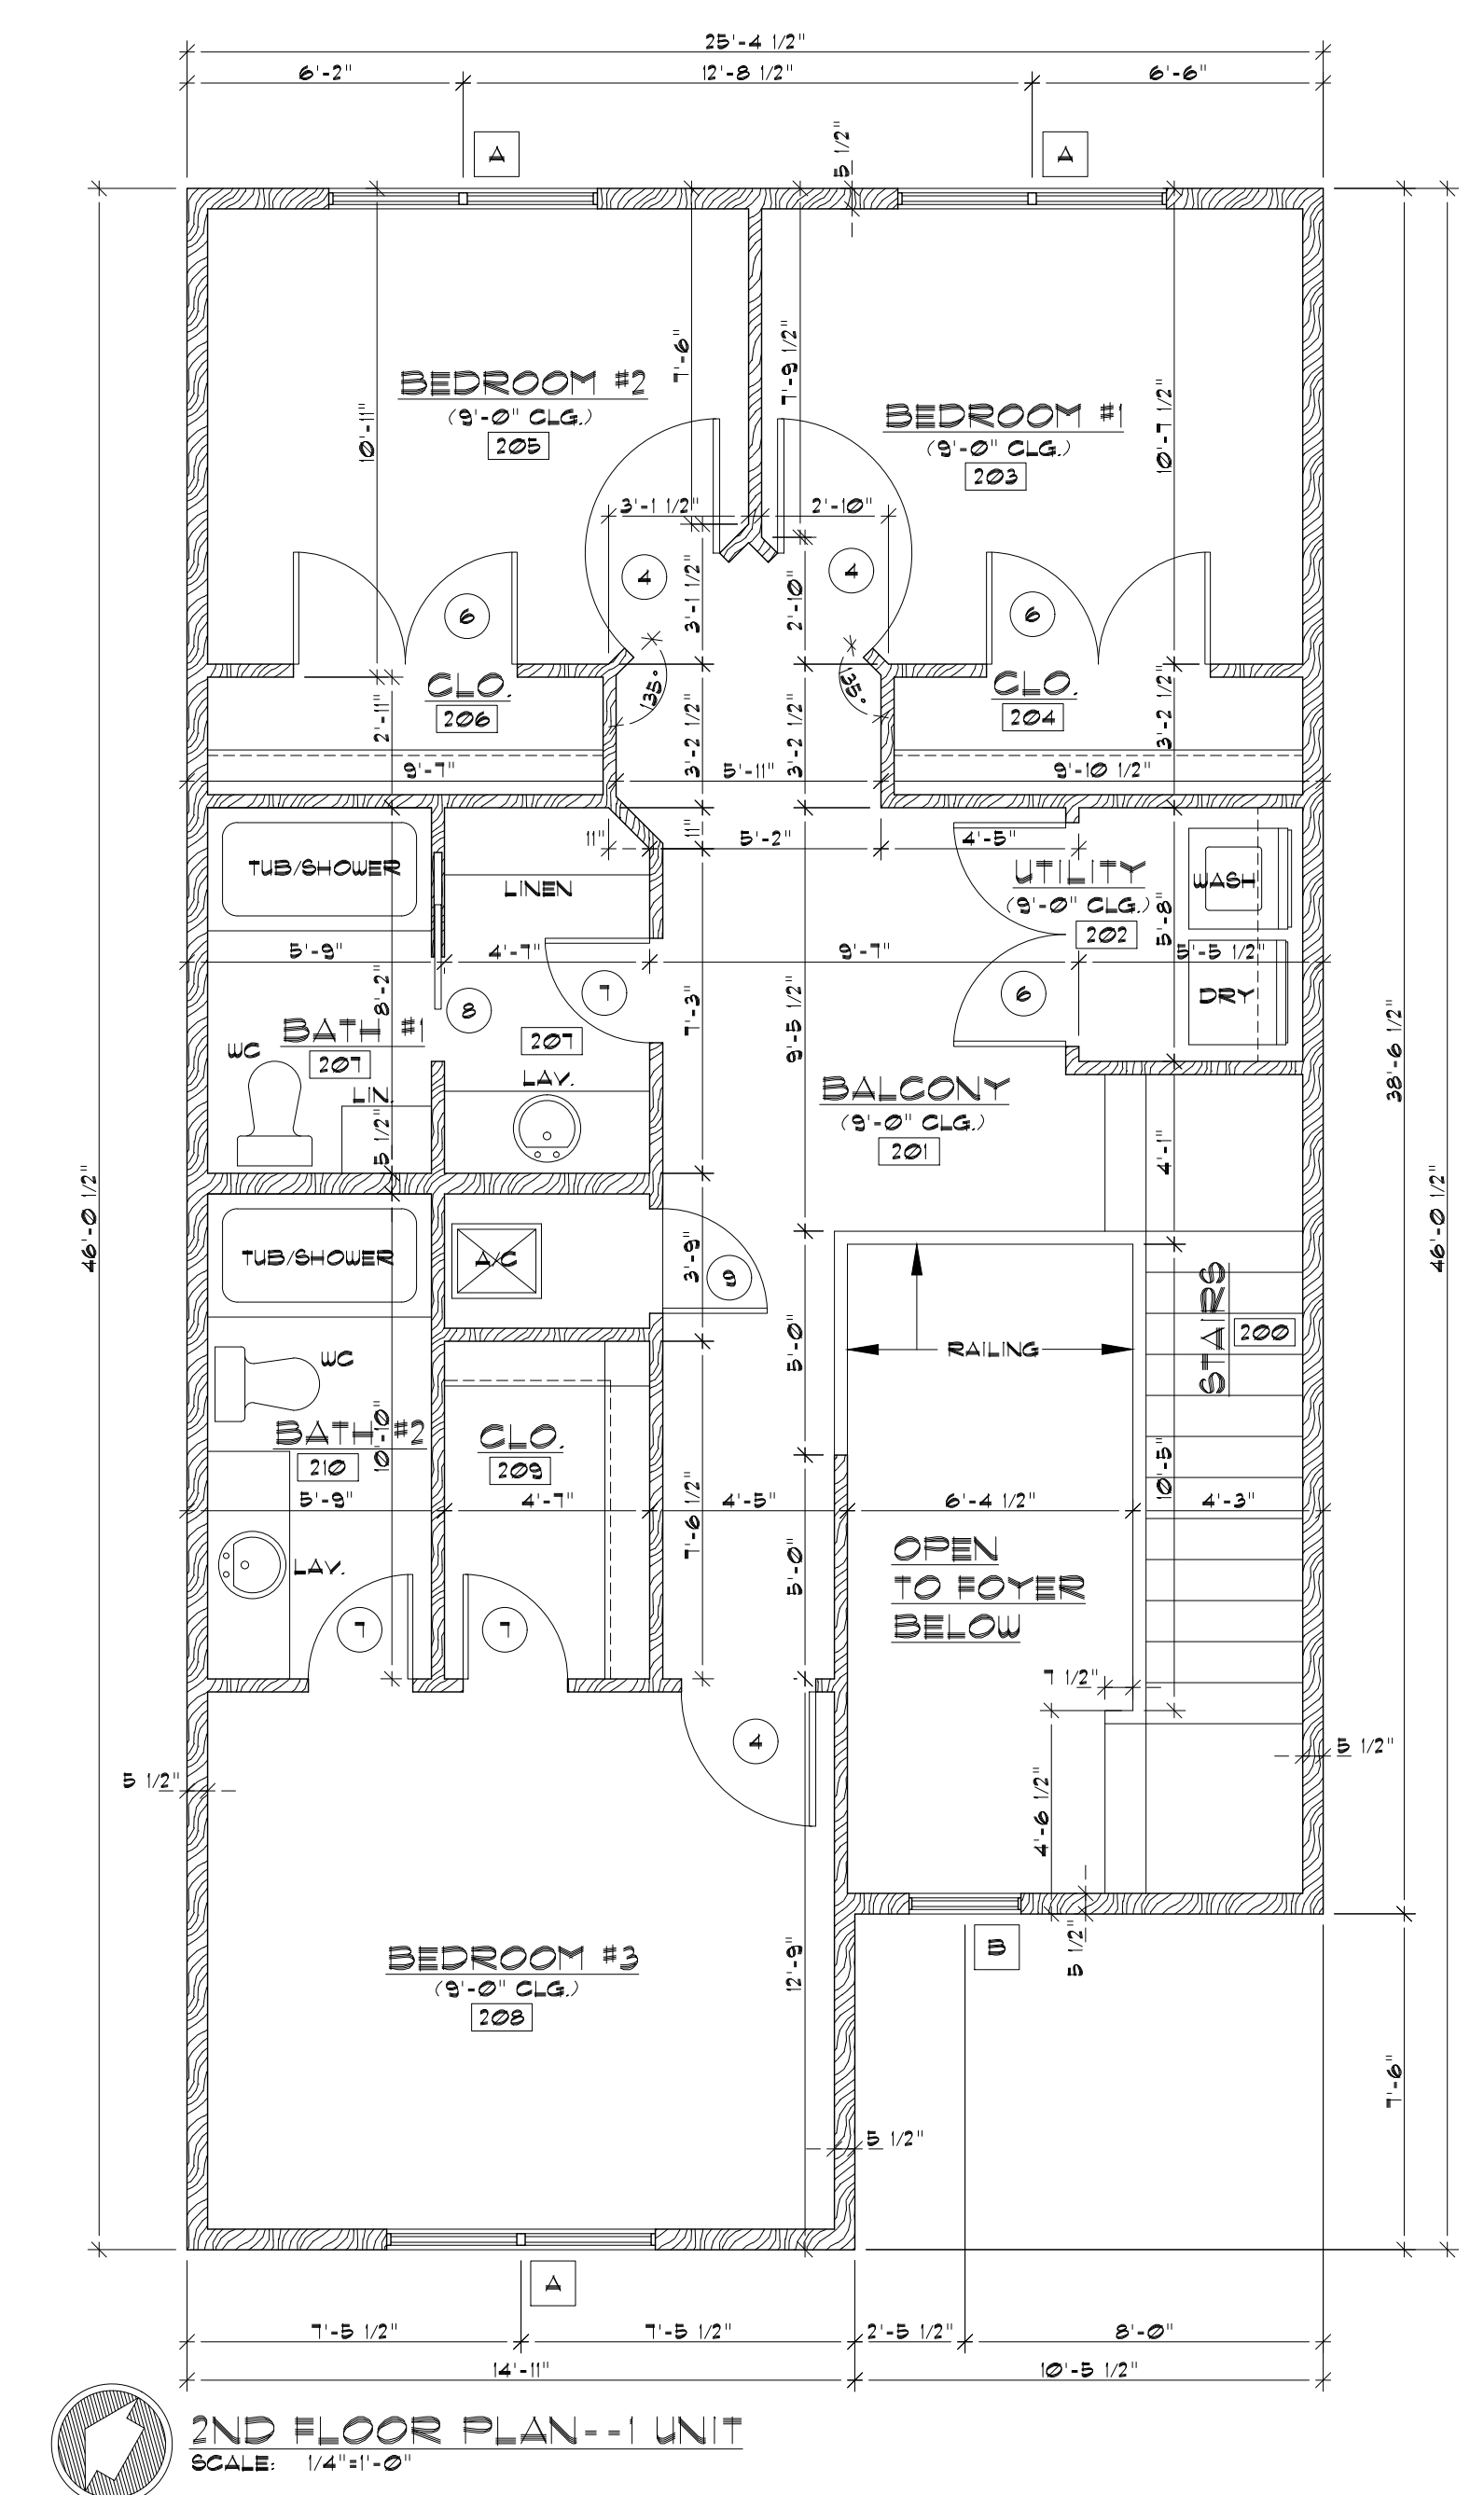 25'-4 1/2"
6'-2"
12'-8 1/2"
6'-6"
A
A
5 1/2"
7'-6"
7'-9 1/2"
BEDROOM #2
(9'-0" CLG.)
205
10'-11"
BEDROOM #1
(9'-0" CLG.)
203
10'-7 1/2"
3'-1 1/2"
2'-10"
4
4
3'-1 1/2"
2'-10"
6
6
CLO.
206
135°
135°
CLO.
204
2'-11"
3'-2 1/2"
3'-2 1/2"
3'-2 1/2"
9'-7"
5'-11"
9'-10 1/2"
11"
11"
5'-2"
4'-5"
TUB/SHOWER
LINEN
UTILITY
(9'-0" CLG.)
202
WASH
5'-8"
5'-9"
4'-7"
9'-7"
5'-5 1/2"
8'-2"
7
8
7'-3"
9'-5 1/2"
6
DRY
38'-6 1/2"
BATH #1
207
WC
207
LAV.
LIN.
5 1/2"
BALCONY
(9'-0" CLG.)
201
4'-1"
46'-0 1/2"
46'-0 1/2"
TUB/SHOWER
A/C
3'-9"
9
5'-0"
RAILING
STAIRS
200
WC
BATH #2
210
10'-10"
CLO.
209
5'-9"
4'-7"
4'-5"
6'-4 1/2"
4'-3"
7'-6 1/2"
10'-5"
5'-0"
LAV.
OPEN
TO FOYER
BELOW
7
7
7 1/2"
4
5 1/2"
5 1/2"
4'-6 1/2"
BEDROOM #3
(9'-0" CLG.)
208
12'-9"
B
5 1/2"
7'-6"
5 1/2"
A
7'-5 1/2"
7'-5 1/2"
2'-5 1/2"
8'-0"
14'-11"
10'-5 1/2"
2ND FLOOR PLAN--1 UNIT
SCALE: 1/4"=1'-0"